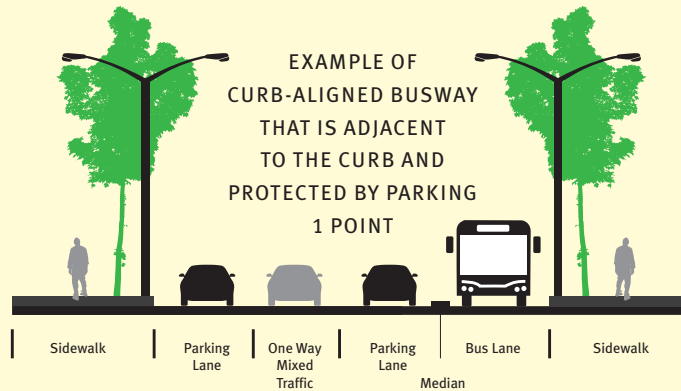 EXAMPLE OF
CURB-ALIGNED BUSWAY
THAT IS ADJACENT
TO THE CURB AND
PROTECTED BY PARKING
1 POINT
Sidewalk
Parking
Lane
One Way
Mixed
Traffic
Parking
Lane
Median
Bus Lane
Sidewalk